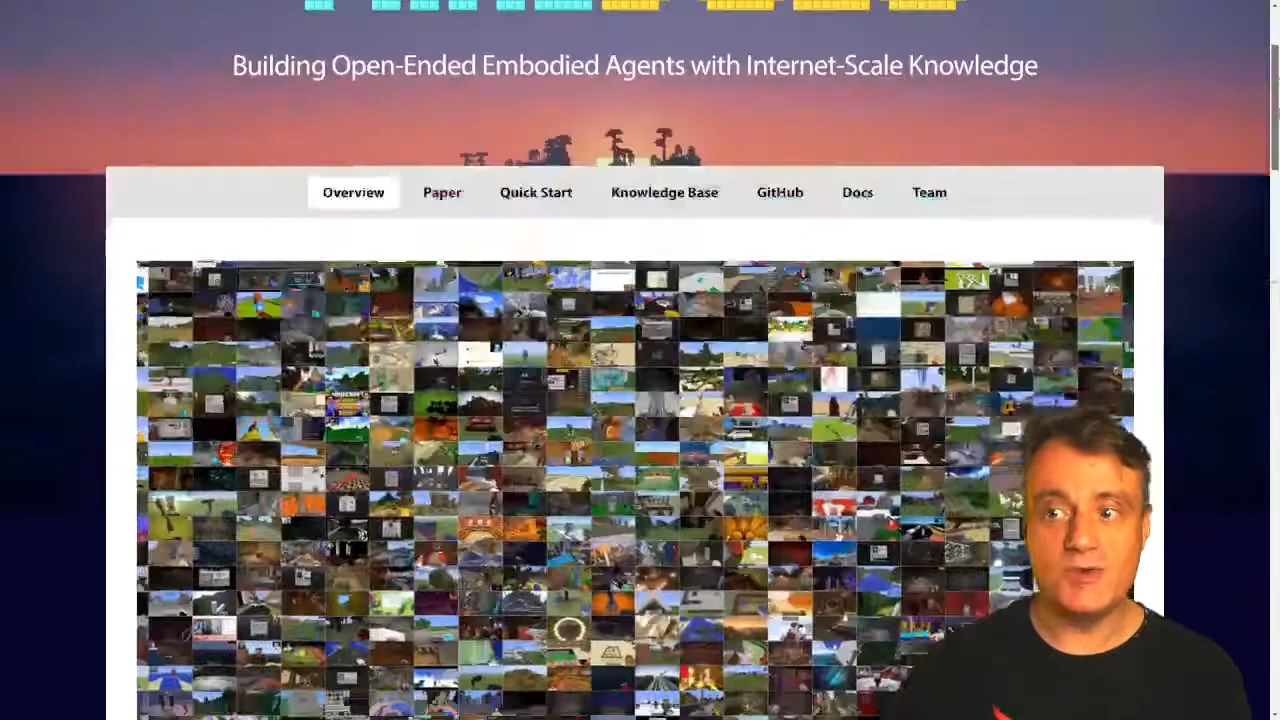 Building Open-Ended Embodied Agents with Internet-Scale Knowledge
Overview Paper Quick Start Knowledge Base GitHub Docs Team